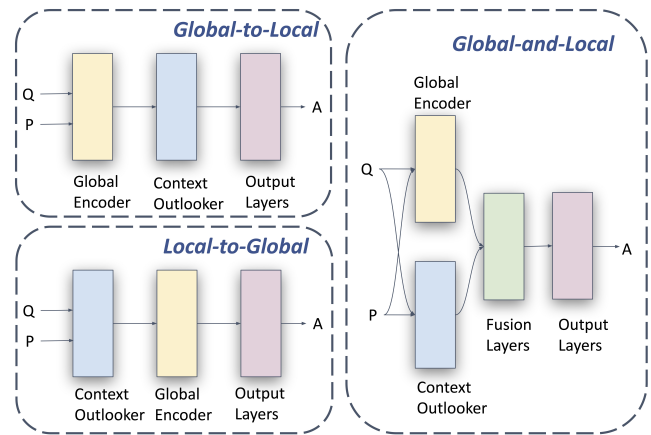 Global-to-Local
Q
P
A
Global
Encoder
Context
Outlooker
Output
Layers
Local-to-Global
Q
P
A
Context
Outlooker
Global
Encoder
Output
Layers
Global-and-Local
Global
Encoder
Q
P
A
Fusion
Layers
Output
Layers
Context
Outlooker